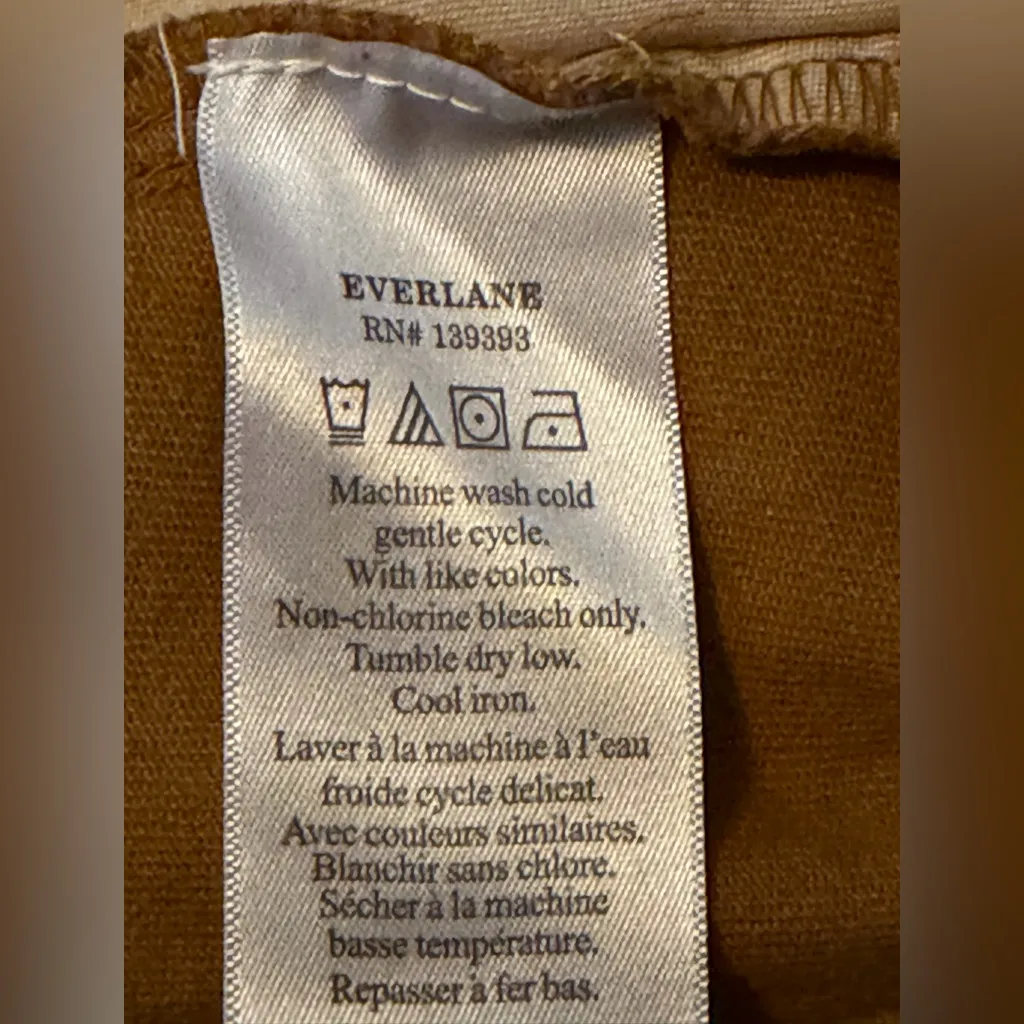 EVERLANE
RN# 139393
Machine wash cold
gentle cycle.
With like colors.
Non-chlorine bleach only.
Tumble dry low.
Cool iron.
Laver à la machine à l'eau
froide cycle delicat.
Avec couleurs similaires.
Blanchir sans chlore.
Sécher à la machine
basse température.
Repasser à fer bas.